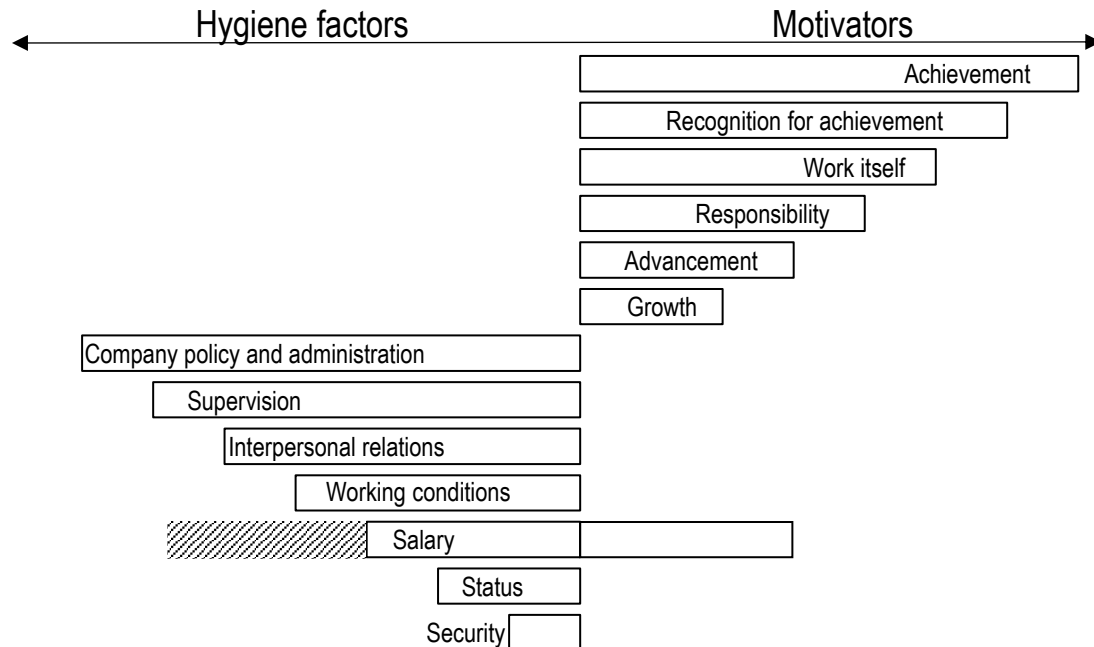 Hygiene factors
Motivators
Achievement
Recognition for achievement
Work itself
Responsibility
Advancement
Growth
Company policy and administration
Supervision
Interpersonal relations
Working conditions
Salary
Status
Security